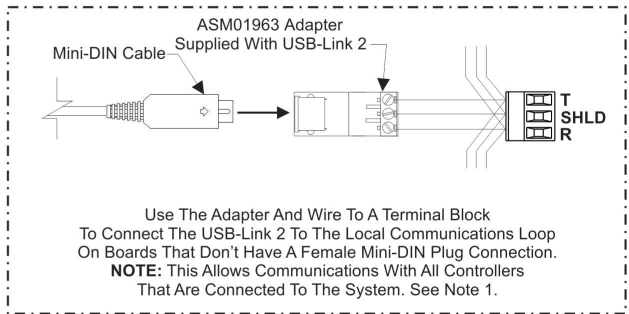 ASM01963 Adapter
Supplied With USB-Link 2
Mini-DIN Cable
T
SHLD
R
Use The Adapter And Wire To A Terminal Block
To Connect The USB-Link 2 To The Local Communications Loop
On Boards That Don't Have A Female Mini-DIN Plug Connection.
NOTE: This Allows Communications With All Controllers
That Are Connected To The System. See Note 1.